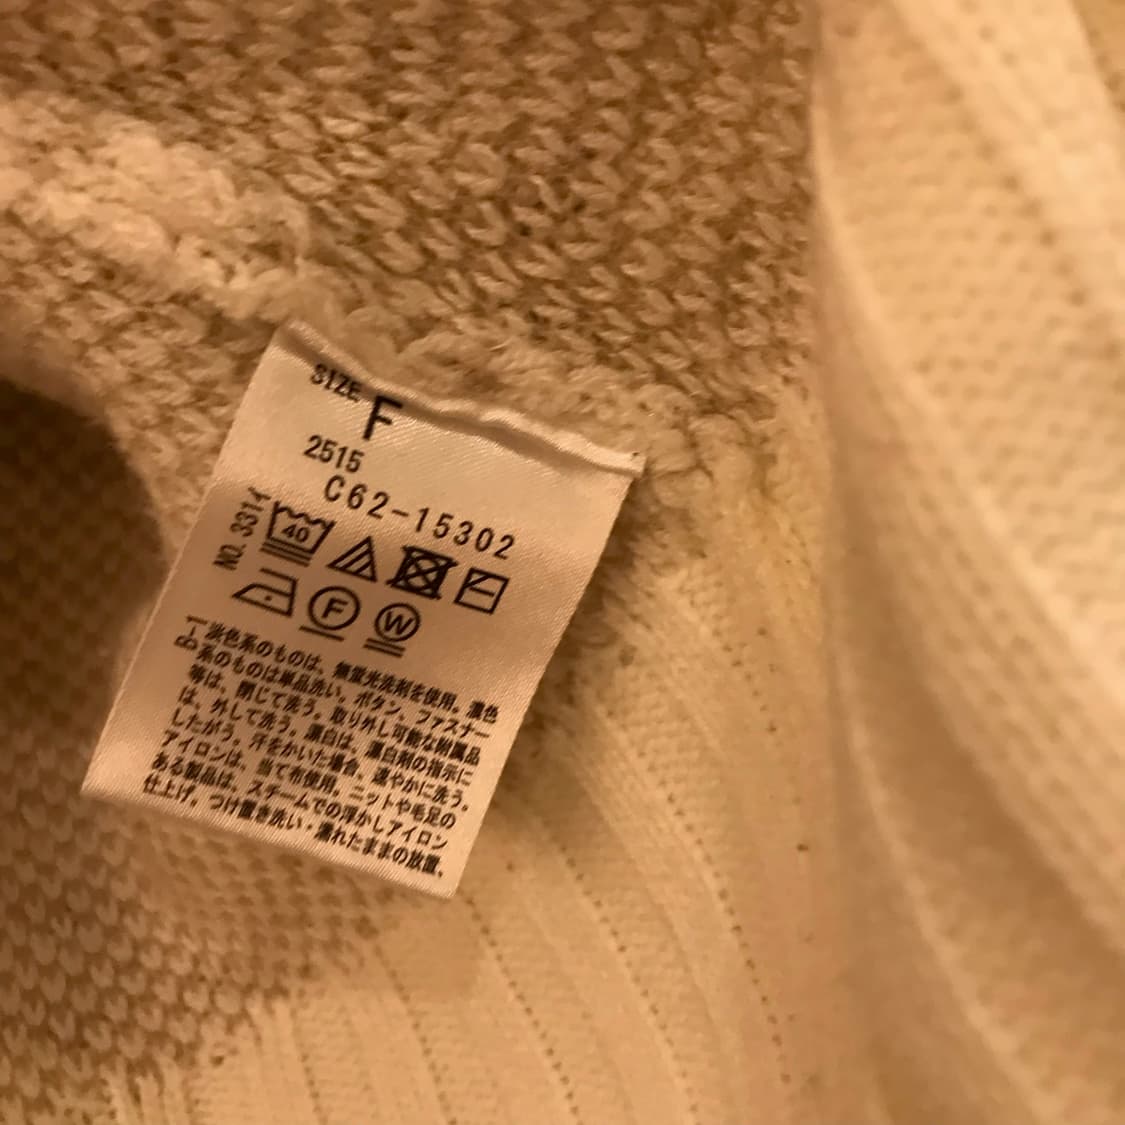 SIZE
F
2515
C62-15302
NO. 3314
40
F
W
淡色系のものは、無蛍光洗剤を使用。濃色
系のものは単品洗い。ボタン、ファスナー
等は、閉じて洗う。取り外し可能な附属品
は、外して洗う。漂白は、漂白剤の指示に
したがう。汗をかいた場合、速やかに洗う。
アイロンは、当て布使用。ニットや毛足の
ある製品は、スチームでの浮かしアイロン
仕上げ。つけ置き洗い・濡れたままの放置、